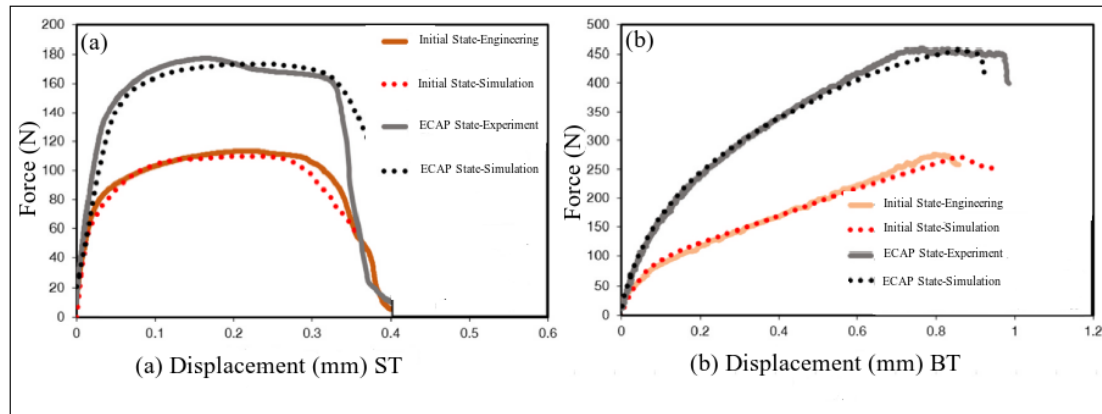 (a)
200
180
160
140
120
100
80
60
40
20
0
Force (N)
Initial State-Engineering
Initial State-Simulation
ECAP State-Experiment
ECAP State-Simulation
0 0.1 0.2 0.3 0.4 0.5 0.6
(a) Displacement (mm) ST
(b)
500
450
400
350
300
250
200
150
100
50
0
Force (N)
Initial State-Engineering
Initial State-Simulation
ECAP State-Experiment
ECAP State-Simulation
0 0.2 0.4 0.6 0.8 1 1.2
(b) Displacement (mm) BT